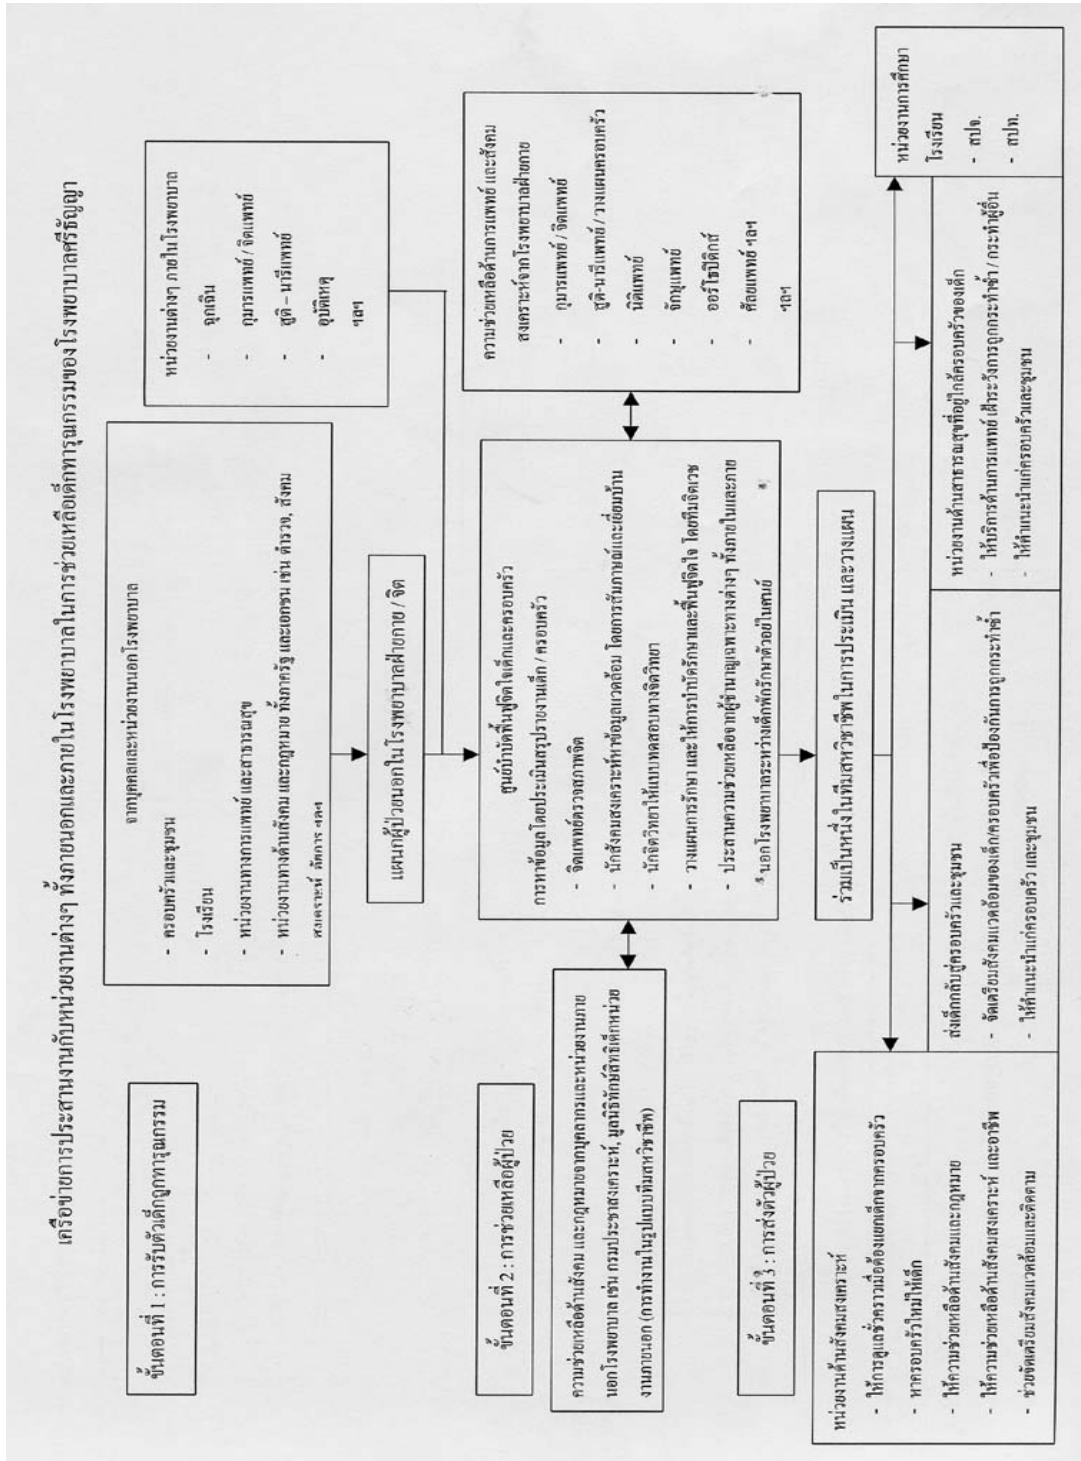 เครือข่ายการประสานงานกับหน่วยงานต่างๆ ทั้งภายนอกและภายในโรงพยาบาลในการช่วยเหลือเด็กทารุณกรรมของโรงพยาบาลศรีธัญญา
ขั้นตอนที่ 1 : การรับตัวเด็กถูกทารุณกรรม
จากบุคคลและหน่วยงานนอกโรงพยาบาล
- ครอบครัวและชุมชน
- โรงเรียน
- หน่วยงานทางการแพทย์ และสาธารณสุข
- หน่วยงานทางด้านสังคม และกฎหมาย ทั้งภาครัฐ และเอกชน เช่น ตำรวจ, สังคม
สงเคราะห์ อัยการ ฯลฯ
หน่วยงานต่างๆ ภายในโรงพยาบาล
- ฉุกเฉิน
- กุมารแพทย์ / จิตแพทย์
- สูติ – นารีแพทย์
- อุบัติเหตุ
ฯลฯ
แผนกผู้ป่วยนอกในโรงพยาบาลฝ่ายกาย / จิต
ขั้นตอนที่ 2 : การช่วยเหลือผู้ป่วย
ความช่วยเหลือด้านสังคม และกฎหมายจากบุคลากรและหน่วยงานภาย
นอกโรงพยาบาล เช่น กรมประชาสงเคราะห์, มูลนิธิทักษ์สิทธิเด็กหน่วย
งานภายนอก (การทำงานในรูปแบบทีมสหวิชาชีพ)
ศูนย์บำบัดฟื้นฟูจิตใจเด็กและครอบครัว
การหาข้อมูลโดยประเมินสรุปรายงานเด็ก / ครอบครัว
- จิตแพทย์ตรวจสภาพจิต
- นักสังคมสงเคราะห์หาข้อมูลแวดล้อม โดยการสัมภาษณ์และเยี่ยมบ้าน
- นักจิตวิทยาให้แบบทดสอบทางจิตวิทยา
- วางแผนการรักษา และให้การบำบัดรักษาและฟื้นฟูจิตใจ โดยทีมจิตเวช
- ประสานความช่วยเหลือจากผู้ชำนาญเฉพาะทางต่างๆ ทั้งภายในและภาย
นอกโรงพยาบาลระหว่างเด็กพักรักษาตัวอยู่ในศูนย์
ความช่วยเหลือด้านการแพทย์ และสังคม
สงเคราะห์จากโรงพยาบาลฝ่ายกาย
- กุมารแพทย์ / จิตแพทย์
- สูติ-นารีแพทย์ / วางแผนครอบครัว
- นิติแพทย์
- จักษุแพทย์
- ออร์โธปิดิกส์
- ศัลยแพทย์ ฯลฯ
ฯลฯ
ขั้นตอนที่ 3 : การส่งตัวผู้ป่วย
ร่วมเป็นหนึ่งในทีมสหวิชาชีพในการประเมิน และวางแผน
หน่วยงานด้านสังคมสงเคราะห์
- ให้การดูแลชั่วคราวเมื่อต้องแยกเด็กจากครอบครัว
- หาครอบครัวใหม่ให้เด็ก
- ให้ความช่วยเหลือด้านสังคมและกฎหมาย
- ให้ความช่วยเหลือด้านสังคมสงเคราะห์ และอาชีพ
- ช่วยจัดเตรียมสังคมแวดล้อมและติดตาม
ส่งเด็กกลับสู่ครอบครัวและชุมชน
- จัดเตรียมสังคมแวดล้อมของเด็ก/ครอบครัวเพื่อป้องกันการถูกกระทำซ้ำ
- ให้คำแนะนำแก่ครอบครัว และชุมชน
หน่วยงานด้านสาธารณสุขที่อยู่ใกล้ครอบครัวของเด็ก
- ให้บริการด้านการแพทย์ เฝ้าระวังการถูกกระทำซ้ำ / กระทำผู้อื่น
- ให้คำแนะนำแก่ครอบครัวและชุมชน
หน่วยงานการศึกษา
โรงเรียน
- สปจ.
- สปท.